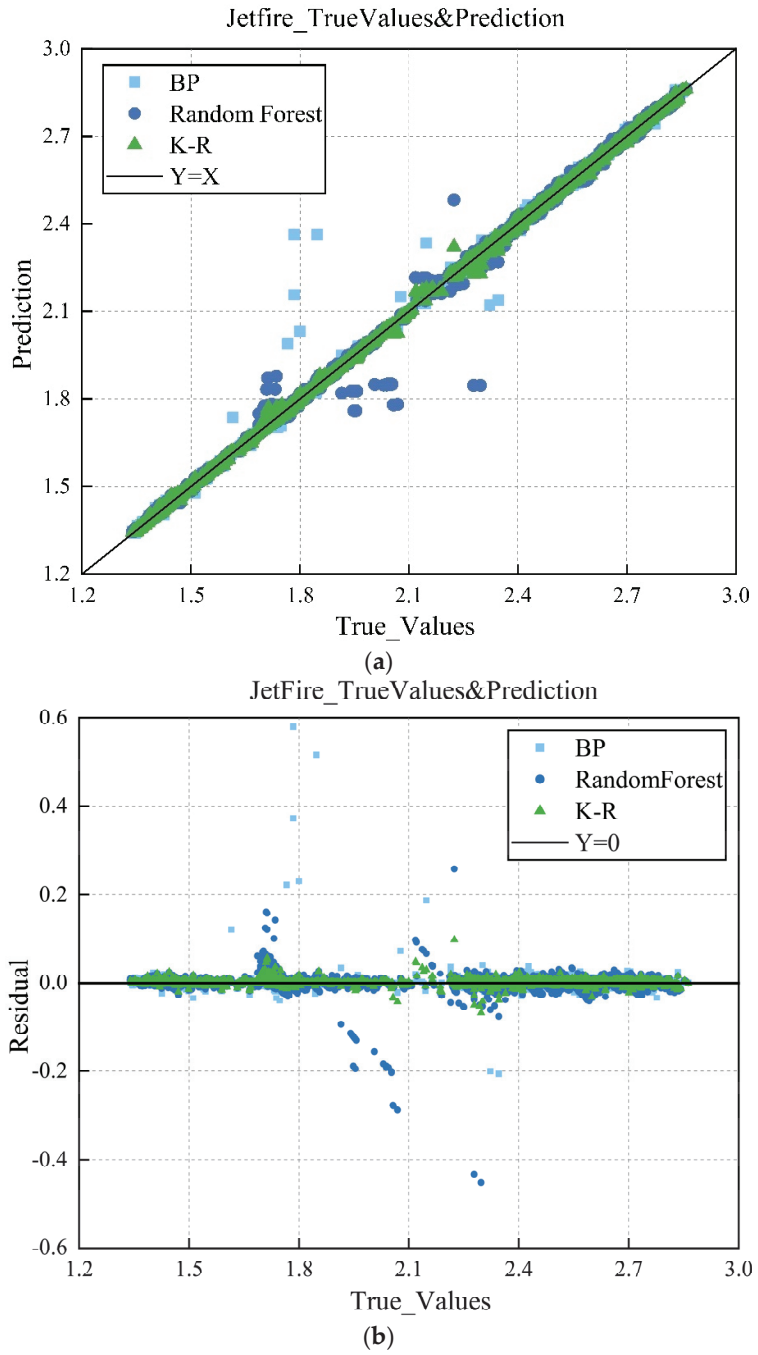 Jetfire_TrueValues&Prediction
3.0
BP
Random Forest
2.7
K-R
Y=X
2.4
Prediction
2.1
1.8
1.5
1.2
1.2 1.5 1.8 2.1 2.4 2.7 3.0
True_Values
(a)
JetFire_TrueValues&Prediction
0.6
BP
RandomForest
0.4
K-R
Y=0
0.2
Residual
0.0
-0.2
-0.4
-0.6
1.2 1.5 1.8 2.1 2.4 2.7 3.0
True_Values
(b)